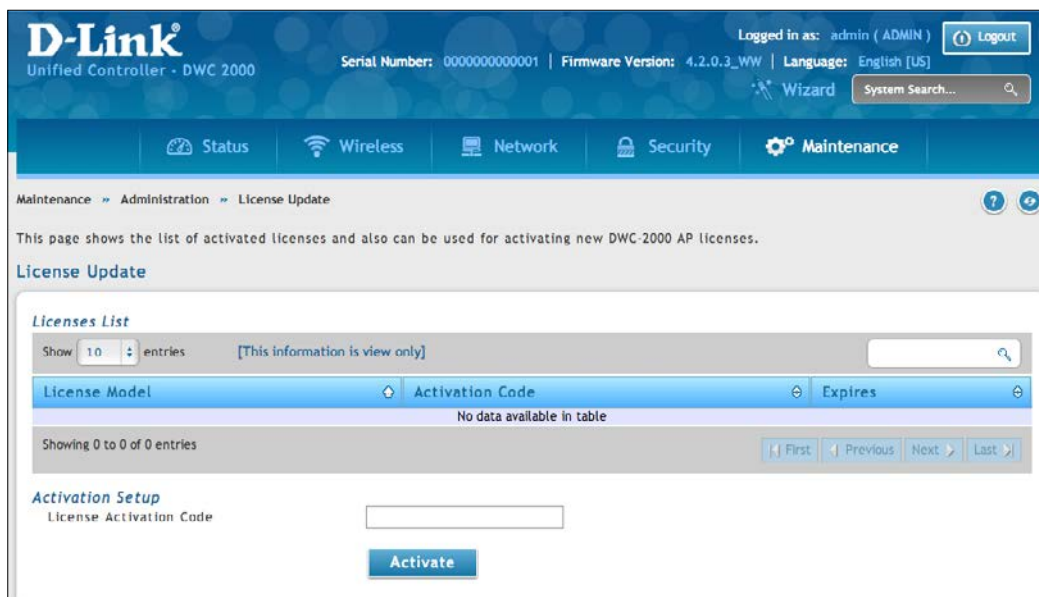 D-Link®
Unified Controller - DWC 2000
Logged in as: admin ( ADMIN )
Logout
Serial Number: 0000000000001 | Firmware Version: 4.2.0.3_WW | Language: English [US]
Wizard
System Search...
Status
Wireless
Network
Security
Maintenance
Maintenance » Administration » License Update
?
This page shows the list of activated licenses and also can be used for activating new DWC-2000 AP licenses.
License Update
Licenses List
Show 10 entries [This information is view only]
License Model Activation Code Expires
No data available in table
Showing 0 to 0 of 0 entries
First Previous Next Last
Activation Setup
License Activation Code
Activate